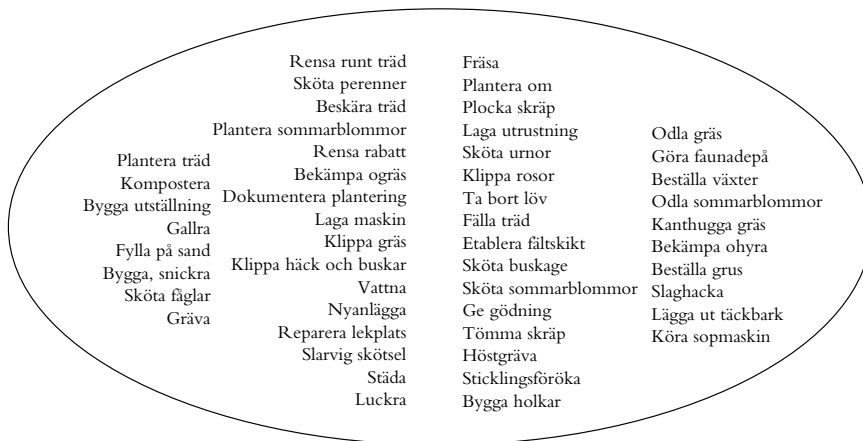 Plantera träd
Kompostera
Bygga utställning
Gallra
Fylla på sand
Bygga, snickra
Sköta fåglar
Gräva
Rensa runt träd
Sköta perenner
Beskära träd
Plantera sommarblommor
Rensa rabatt
Bekämpa ogräs
Dokumentera plantering
Laga maskin
Klippa gräs
Klippa häck och buskar
Vattna
Nyanlägga
Reparera lekplats
Slarvig skötsel
Städa
Luckra
Fräsa
Plantera om
Plocka skräp
Laga utrustning
Sköta urnor
Klippa rosor
Ta bort löv
Fälla träd
Etablera fältskikt
Sköta buskage
Sköta sommarblommor
Ge gödning
Tömma skräp
Höstgräva
Sticklingsföröka
Bygga holkar
Odla gräs
Göra faunadepå
Beställa växter
Odla sommarblommor
Kanthugga gräs
Bekämpa ohyra
Beställa grus
Slaghacka
Lägga ut täckbark
Köra sopmaskin